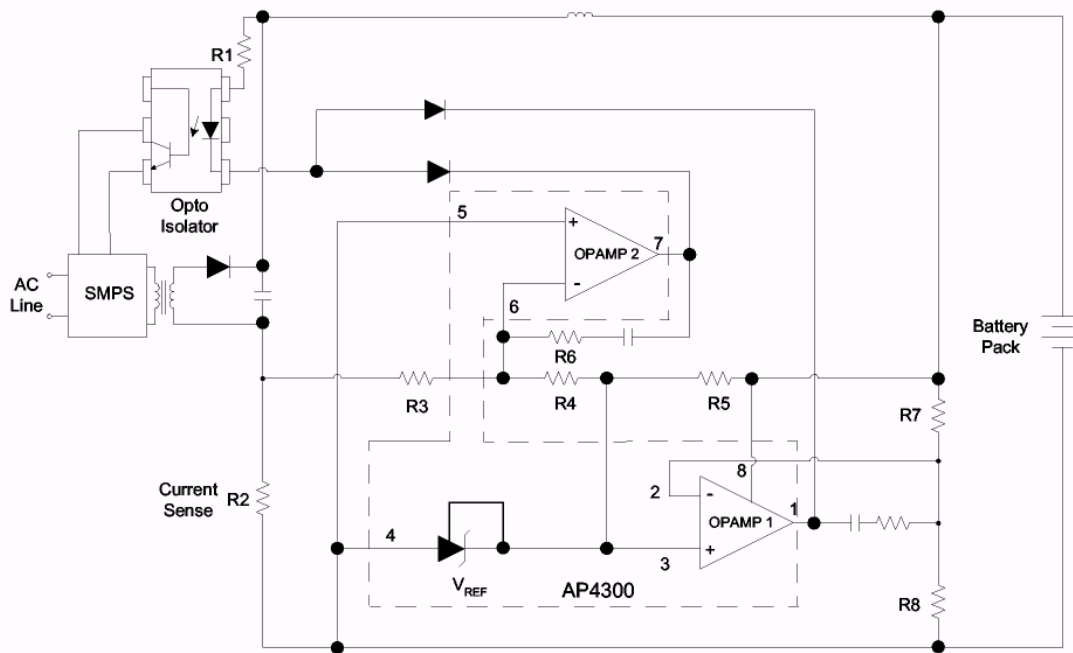 R1
Opto
Isolator
AC
Line
SMPS
5
+
OPAMP 2
7
-
6
R6
Battery
Pack
R3
R4
R5
R7
Current
Sense
R2
2
-
8
OPAMP 1
1
4
3
+
VREF
AP4300
R8